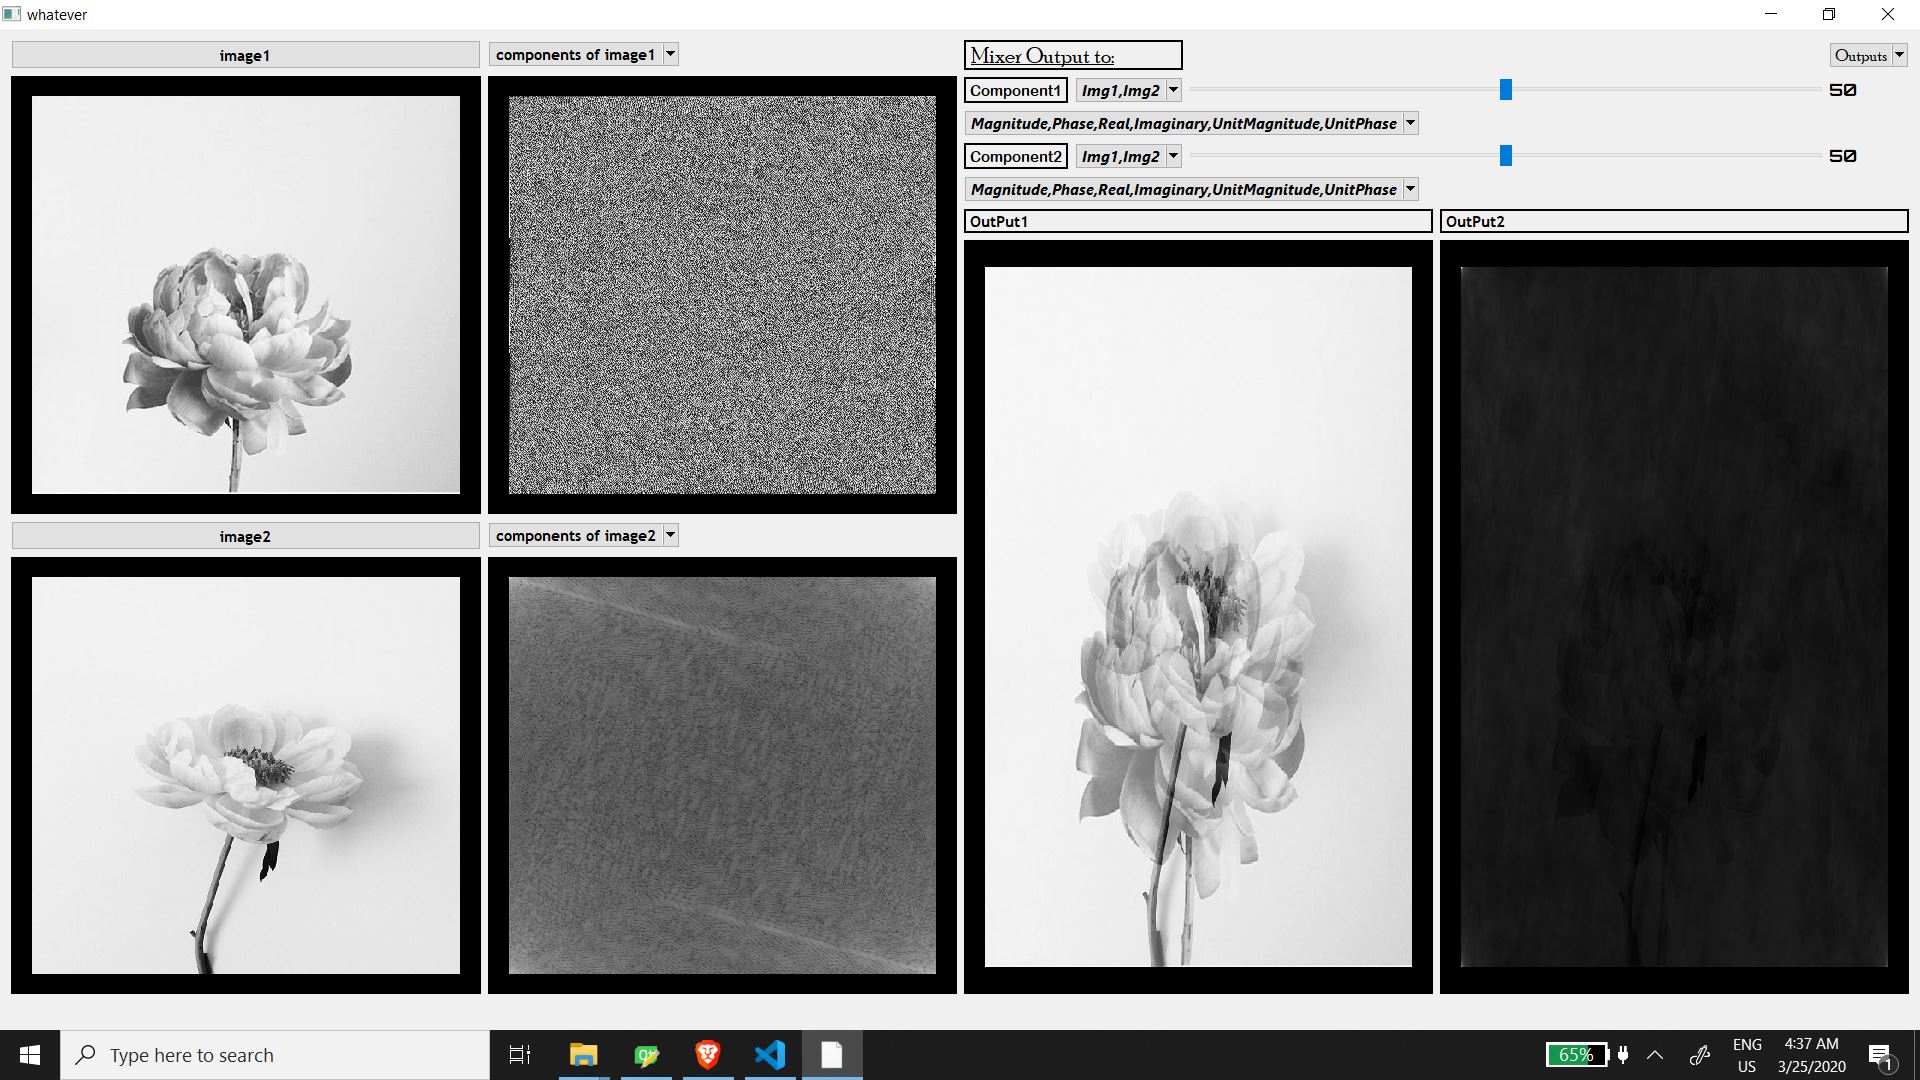 whatever
image1
components of image1
Mixer Output to:
Outputs
Component1
Img1,Img2
50
Magnitude,Phase,Real,Imaginary,UnitMagnitude,UnitPhase
Component2
Img1,Img2
50
Magnitude,Phase,Real,Imaginary,UnitMagnitude,UnitPhase
OutPut1
OutPut2
image2
components of image2
Type here to search
Qt
65%
ENG
US
4:37 AM
3/25/2020
1